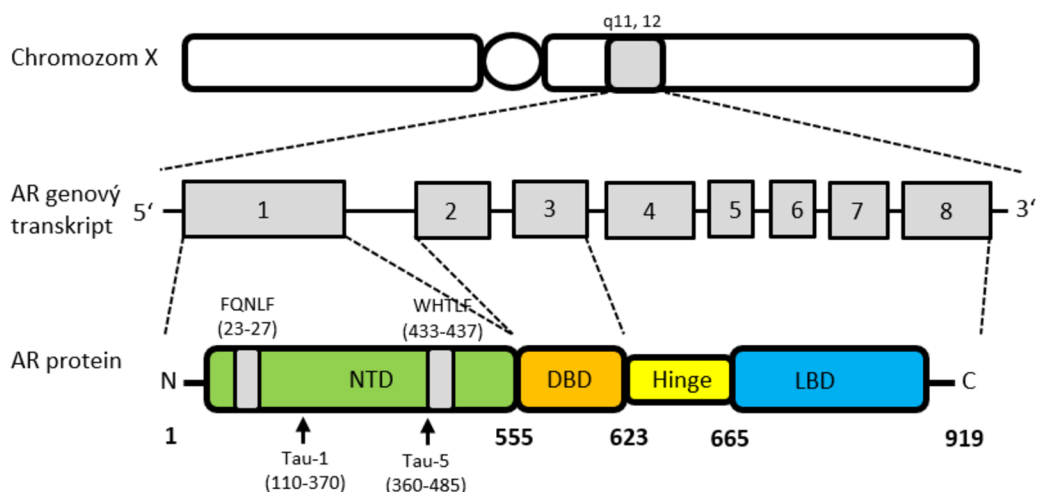 q11, 12
Chromozom X
AR genový
transkript
5‘
1
2
3
4
5
6
7
8
3‘
FQNLF
(23-27)
WHTLF
(433-437)
AR protein
N
NTD
DBD
Hinge
LBD
C
1
555
623
665
919
Tau-1
(110-370)
Tau-5
(360-485)